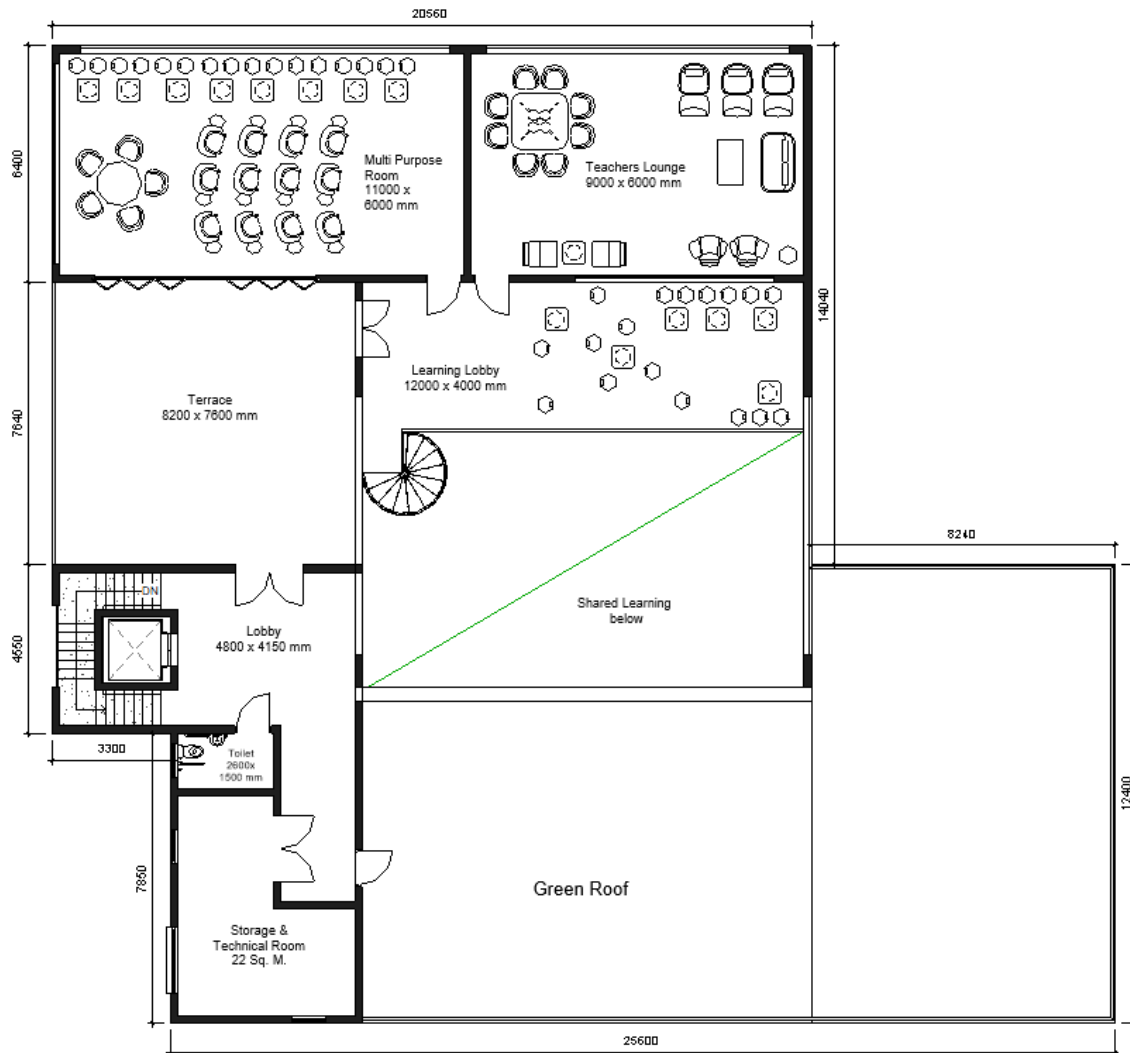 20560
6400
Multi Purpose
Room
11000 x
6000 mm
Teachers Lounge
9000 x 6000 mm
14040
7640
Learning Lobby
12000 x 4000 mm
Terrace
8200 x 7600 mm
8240
DN
4550
Lobby
4800 x 4150 mm
Shared Learning
below
3300
Toilet
2600x
1500 mm
12400
7850
Green Roof
Storage &
Technical Room
22 Sq. M.
25600